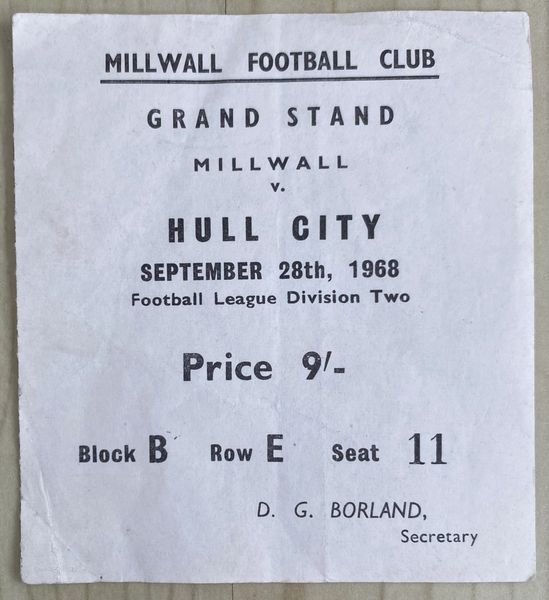 MILLWALL FOOTBALL CLUB
GRAND STAND
MILLWALL
v.
HULL CITY
SEPTEMBER 28th, 1968
Football League Division Two
Price 9/-
Block B Row E Seat 11
D. G. BORLAND,
Secretary